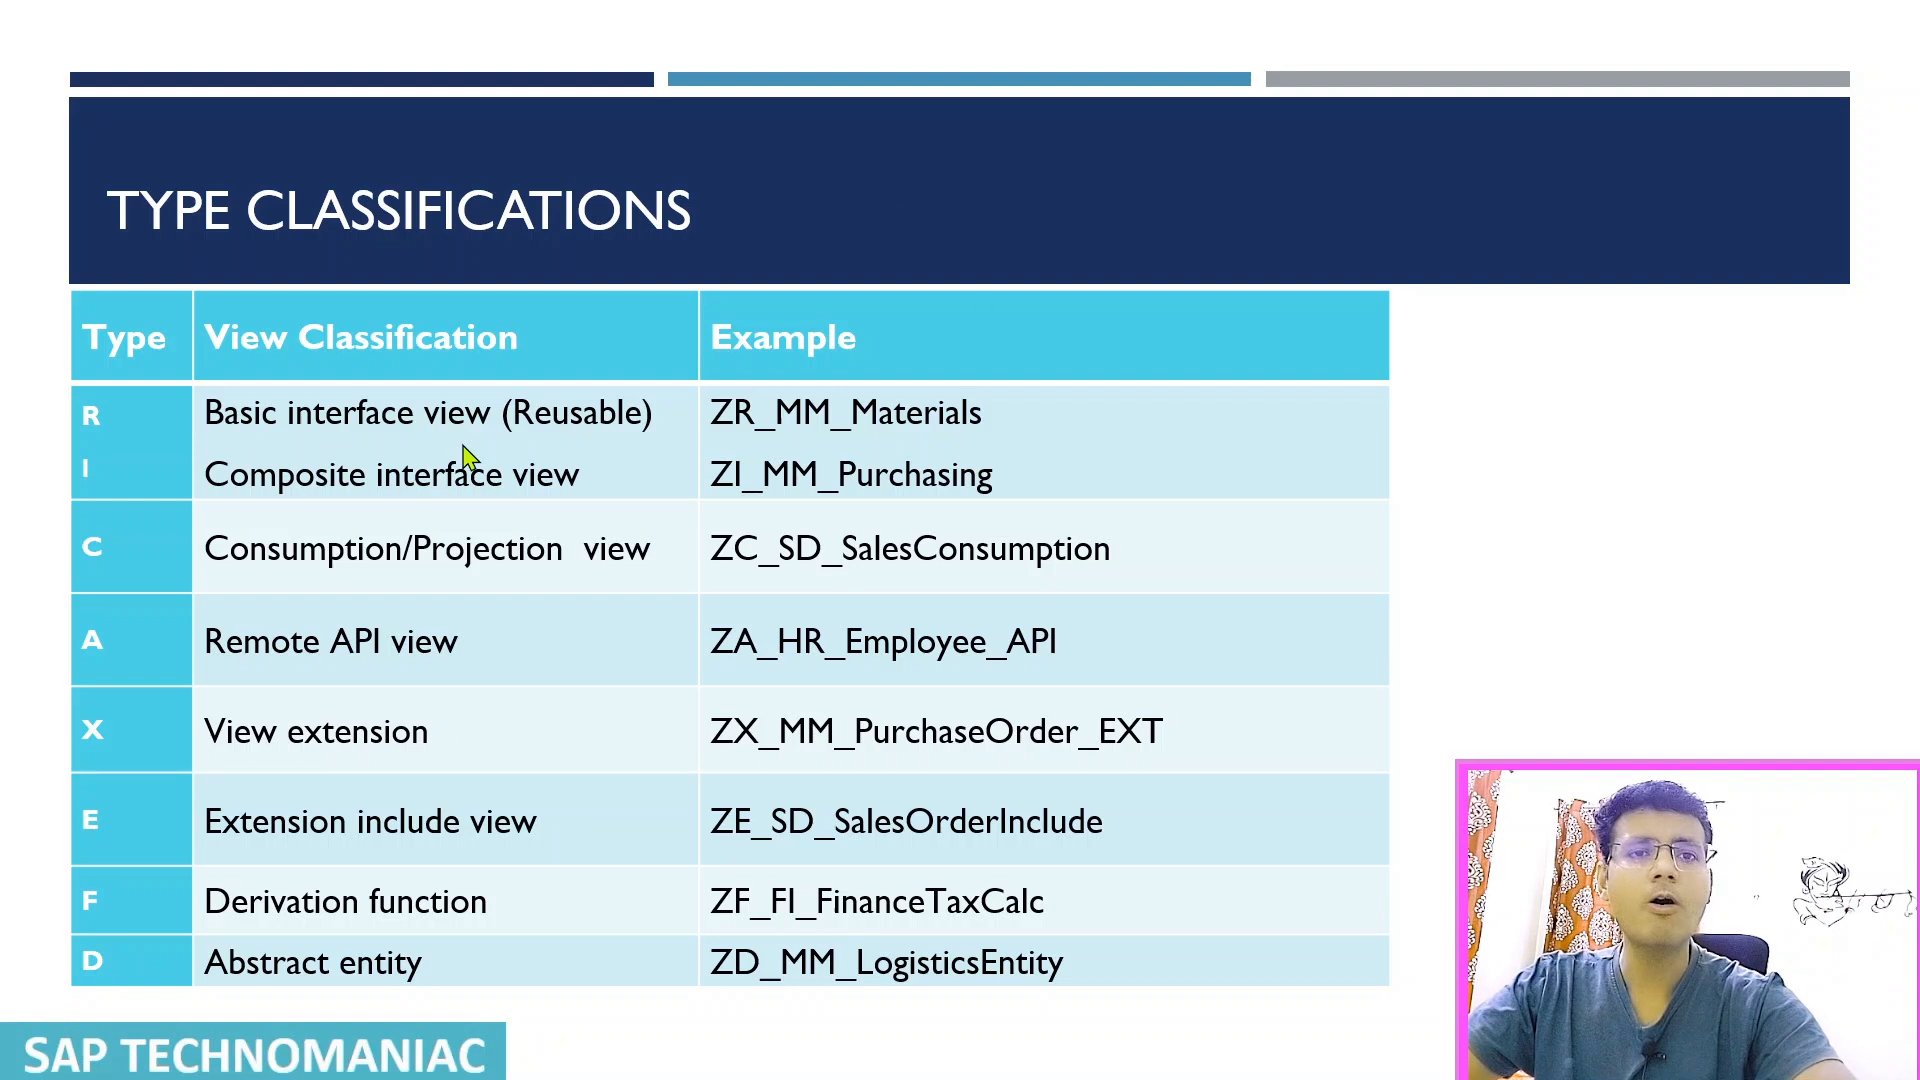 TYPE CLASSIFICATIONS
Type View Classification Example
R Basic interface view (Reusable) ZR_MM_Materials
I Composite interface view ZI_MM_Purchasing
C Consumption/Projection view ZC_SD_SalesConsumption
A Remote API view ZA_HR_Employee_API
X View extension ZX_MM_PurchaseOrder_EXT
E Extension include view ZE_SD_SalesOrderInclude
F Derivation function ZF_FI_FinanceTaxCalc
D Abstract entity ZD_MM_LogisticsEntity
SAP TECHNOMANIAC